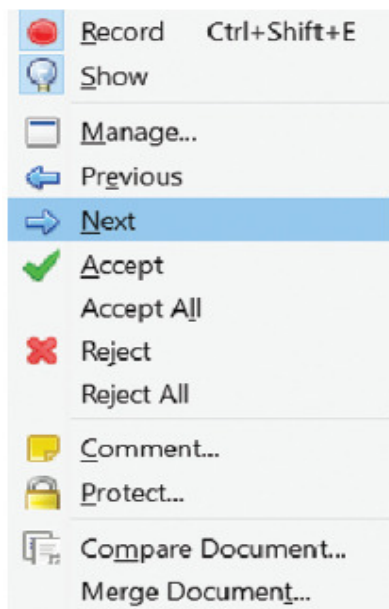 Record Ctrl+Shift+E
Show
Manage...
Previous
Next
Accept
Accept All
Reject
Reject All
Comment...
Protect...
Compare Document...
Merge Document...